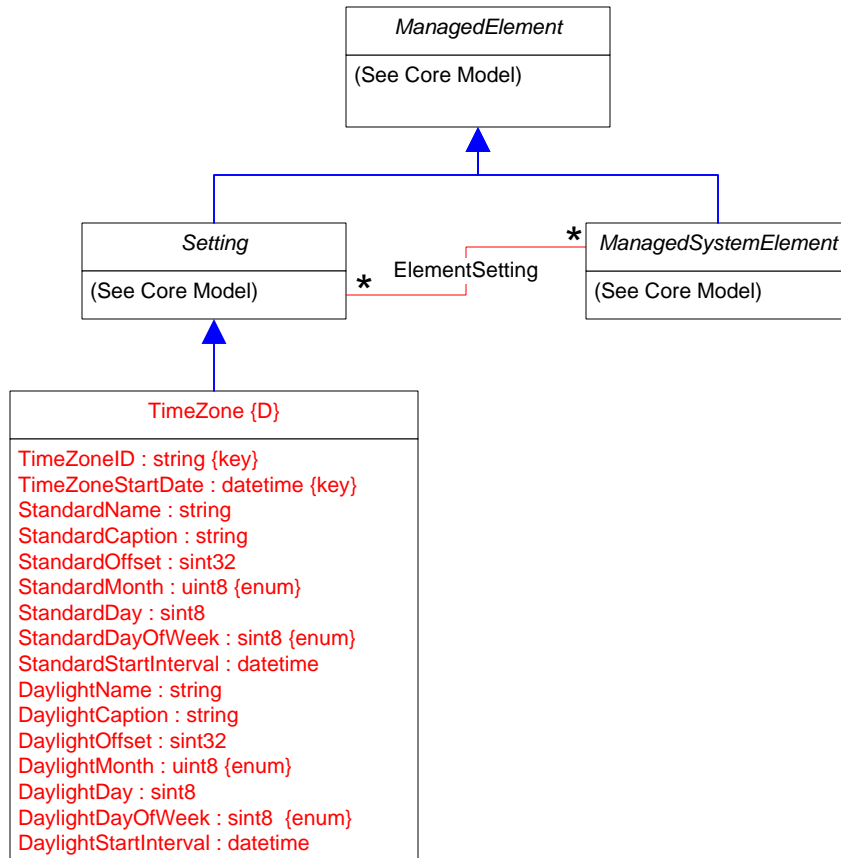 ManagedElement
(See Core Model)
Setting
(See Core Model)
*
ElementSetting
*
ManagedSystemElement
(See Core Model)
TimeZone {D}
TimeZoneID : string {key}
TimeZoneStartDate : datetime {key}
StandardName : string
StandardCaption : string
StandardOffset : sint32
StandardMonth : uint8 {enum}
StandardDay : sint8
StandardDayOfWeek : sint8 {enum}
StandardStartInterval : datetime
DaylightName : string
DaylightCaption : string
DaylightOffset : sint32
DaylightMonth : uint8 {enum}
DaylightDay : sint8
DaylightDayOfWeek : sint8  {enum}
DaylightStartInterval : datetime